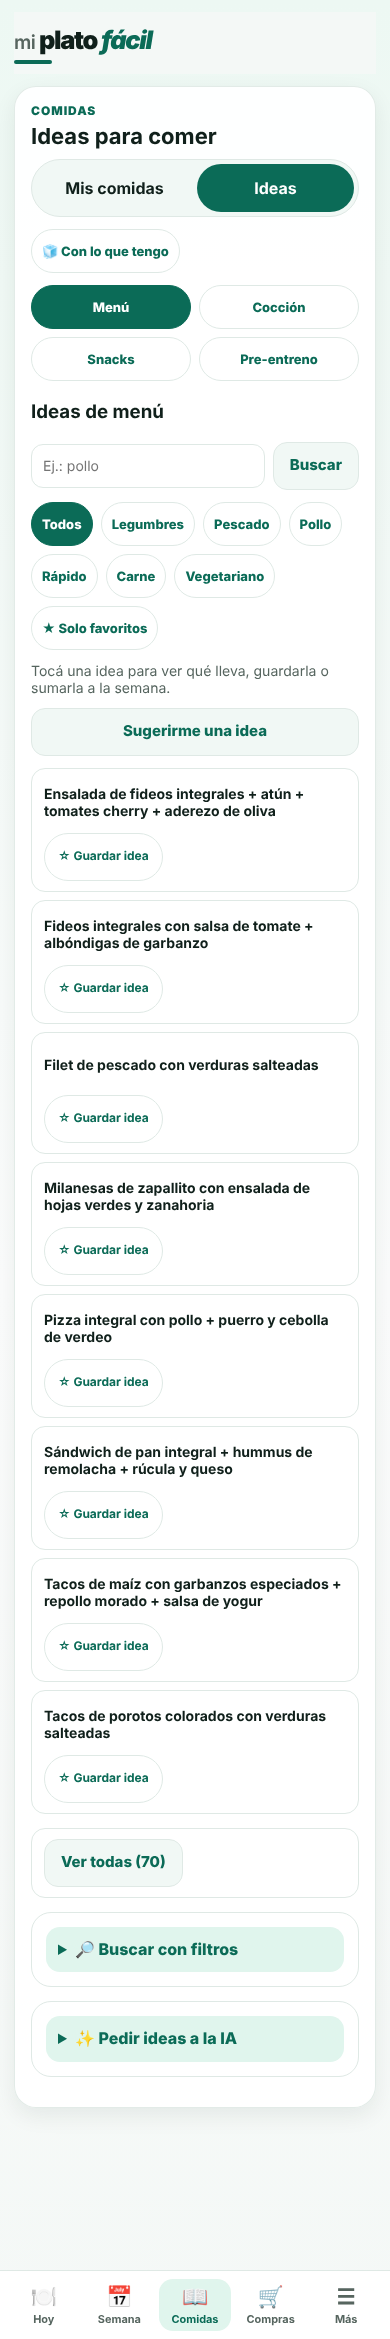 mi plato fácil
COMIDAS
Ideas para comer
Mis comidas
Ideas
Con lo que tengo
Menú
Cocción
Snacks
Pre-entreno
Ideas de menú
Ej.: pollo
Buscar
Todos
Legumbres
Pescado
Pollo
Rápido
Carne
Vegetariano
★ Solo favoritos
Tocá una idea para ver qué lleva, guardarla o
sumarla a la semana.
Sugerirme una idea
Ensalada de fideos integrales + atún +
tomates cherry + aderezo de oliva
☆ Guardar idea
Fideos integrales con salsa de tomate +
albóndigas de garbanzo
☆ Guardar idea
Filet de pescado con verduras salteadas
☆ Guardar idea
Milanesas de zapallito con ensalada de
hojas verdes y zanahoria
☆ Guardar idea
Pizza integral con pollo + puerro y cebolla
de verdeo
☆ Guardar idea
Sándwich de pan integral + hummus de
remolacha + rúcula y queso
☆ Guardar idea
Tacos de maíz con garbanzos especiados +
repollo morado + salsa de yogur
☆ Guardar idea
Tacos de porotos colorados con verduras
salteadas
☆ Guardar idea
Ver todas (70)
▶ 🔎 Buscar con filtros
▶ ✨ Pedir ideas a la IA
Hoy
Semana
Comidas
Compras
Más